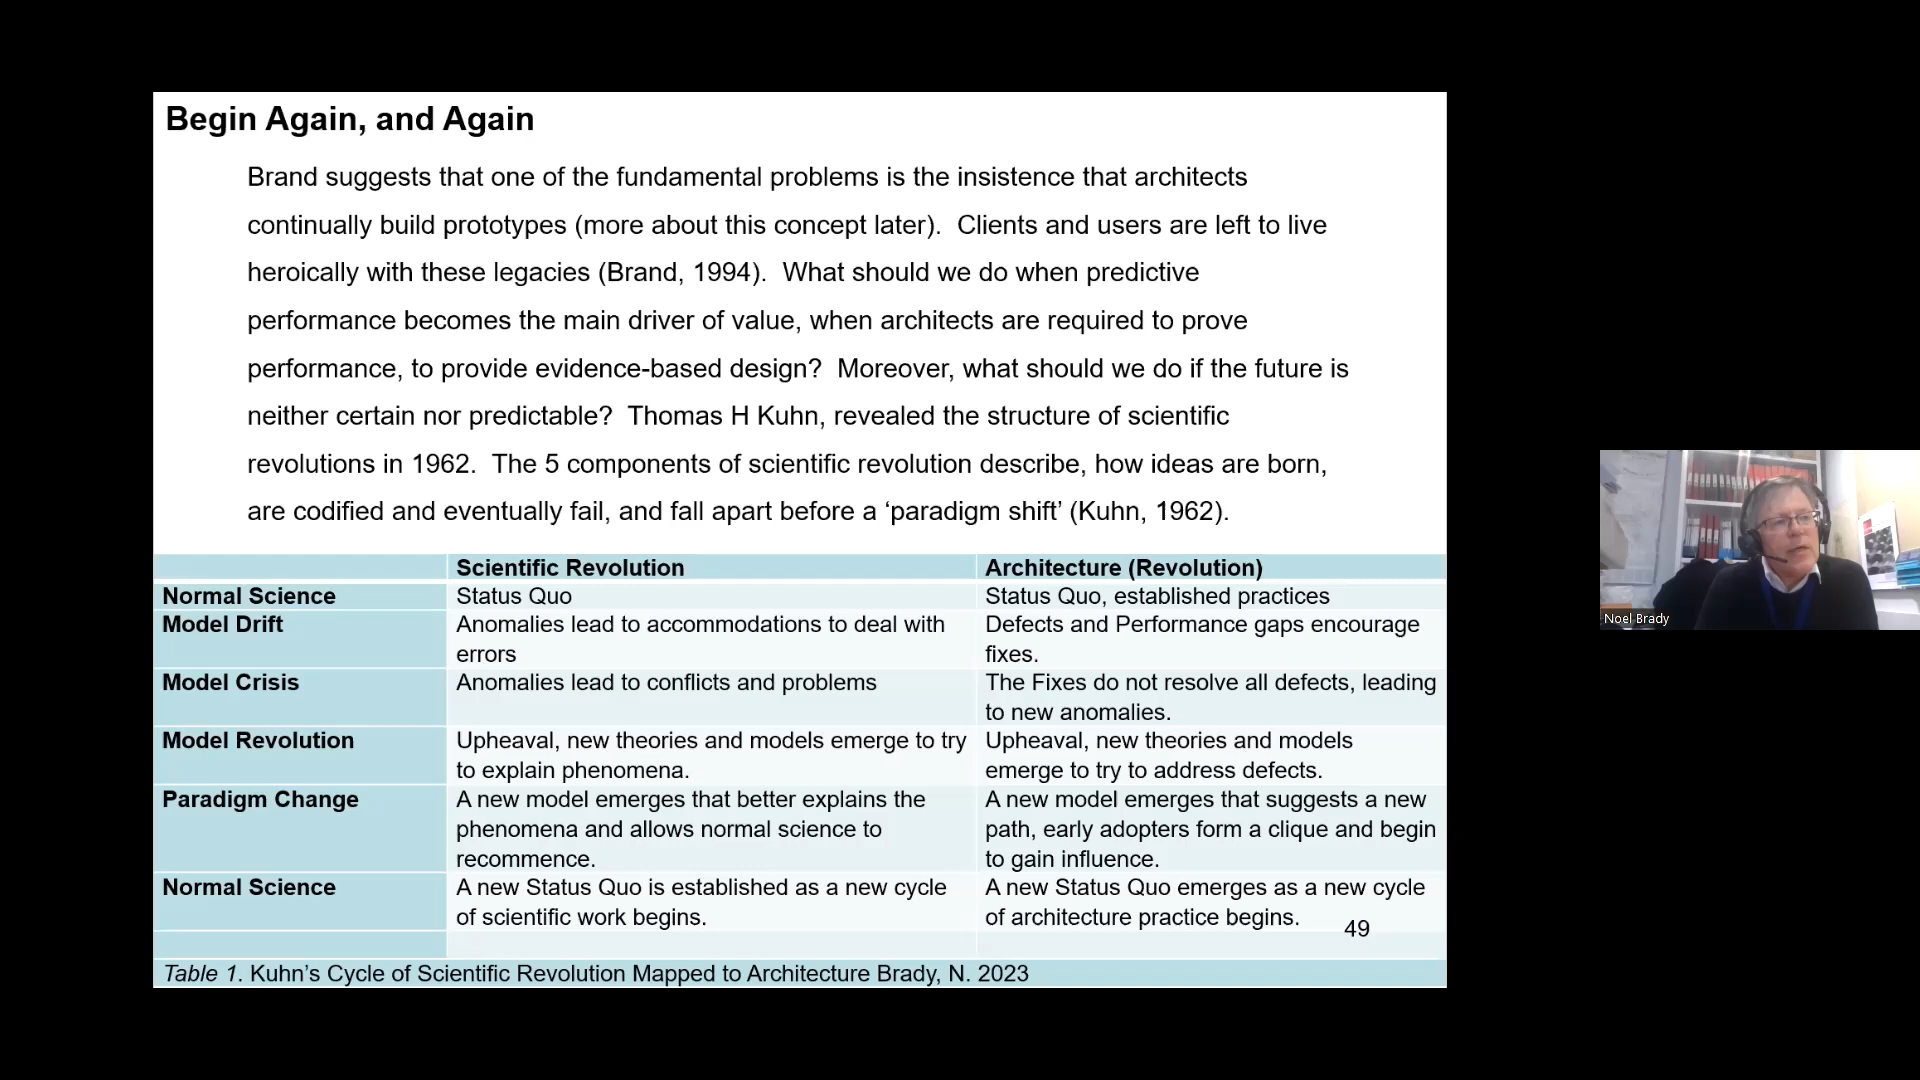 Begin Again, and Again
Brand suggests that one of the fundamental problems is the insistence that architects
continually build prototypes (more about this concept later).  Clients and users are left to live
heroically with these legacies (Brand, 1994).  What should we do when predictive
performance becomes the main driver of value, when architects are required to prove
performance, to provide evidence-based design?  Moreover, what should we do if the future is
neither certain nor predictable?  Thomas H Kuhn, revealed the structure of scientific
revolutions in 1962.  The 5 components of scientific revolution describe, how ideas are born,
are codified and eventually fail, and fall apart before a ‘paradigm shift’ (Kuhn, 1962).
Scientific Revolution
Architecture (Revolution)
Normal Science
Status Quo
Status Quo, established practices
Model Drift
Anomalies lead to accommodations to deal with
errors
Defects and Performance gaps encourage
fixes.
Model Crisis
Anomalies lead to conflicts and problems
The Fixes do not resolve all defects, leading
to new anomalies.
Model Revolution
Upheaval, new theories and models emerge to try
to explain phenomena.
Upheaval, new theories and models
emerge to try to address defects.
Paradigm Change
A new model emerges that better explains the
phenomena and allows normal science to
recommence.
A new model emerges that suggests a new
path, early adopters form a clique and begin
to gain influence.
Normal Science
A new Status Quo is established as a new cycle
of scientific work begins.
A new Status Quo emerges as a new cycle
of architecture practice begins.
49
Table 1. Kuhn’s Cycle of Scientific Revolution Mapped to Architecture Brady, N. 2023
Noel Brady